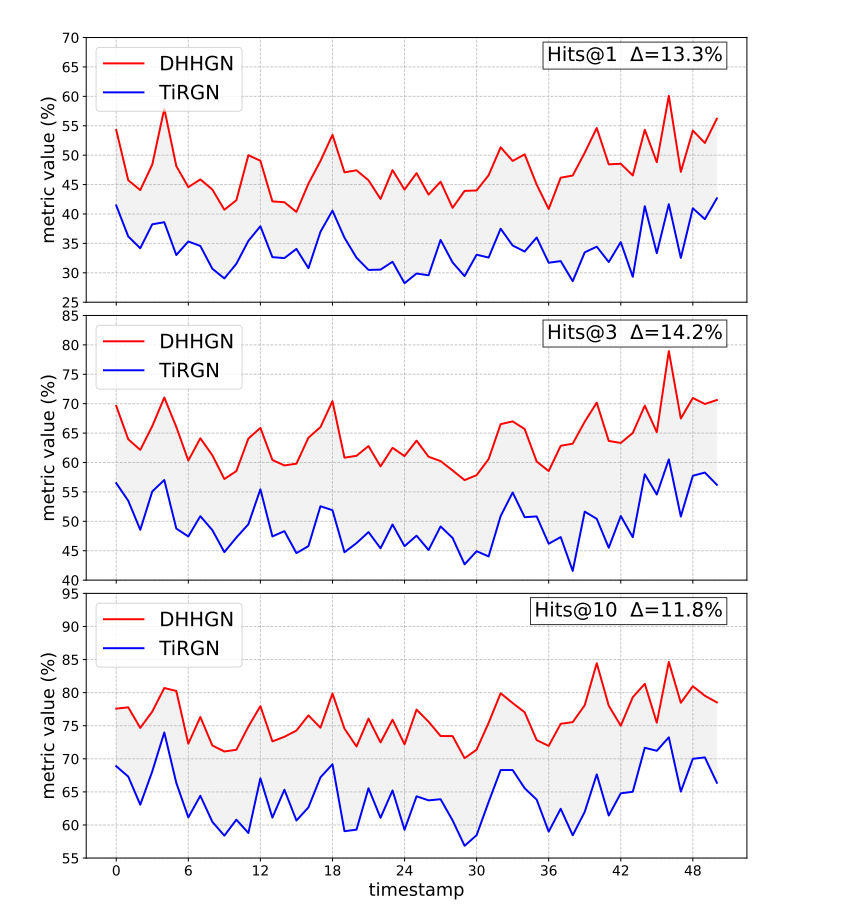 Hits@1 Δ=13.3%
DHHGN
TiRGN
metric value (%)
70
65
60
55
50
45
40
35
30
25
Hits@3 Δ=14.2%
DHHGN
TiRGN
metric value (%)
85
80
75
70
65
60
55
50
45
40
Hits@10 Δ=11.8%
DHHGN
TiRGN
metric value (%)
95
90
85
80
75
70
65
60
55
0 6 12 18 24 30 36 42 48
timestamp